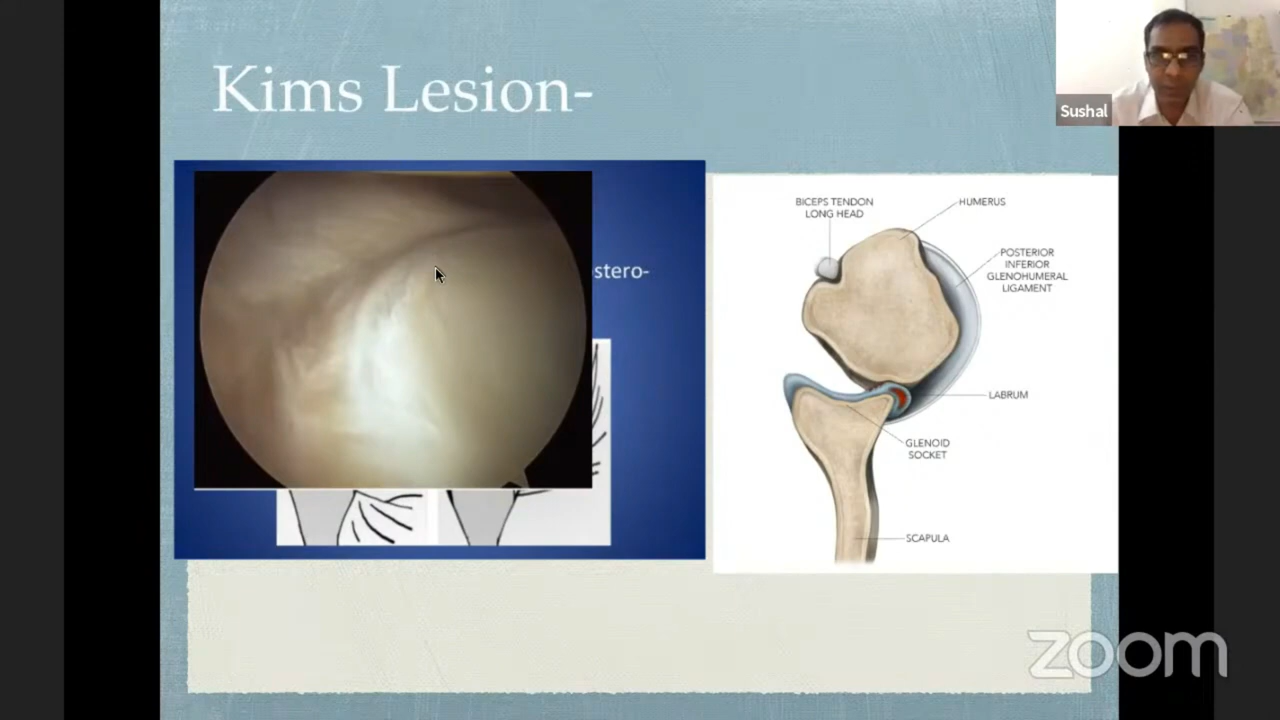 Kims Lesion-
Sushal
stero-
BICEPS TENDON
LONG HEAD
HUMERUS
POSTERIOR
INFERIOR
GLENOHUMERAL
LIGAMENT
LABRUM
GLENOID
SOCKET
SCAPULA
zoom